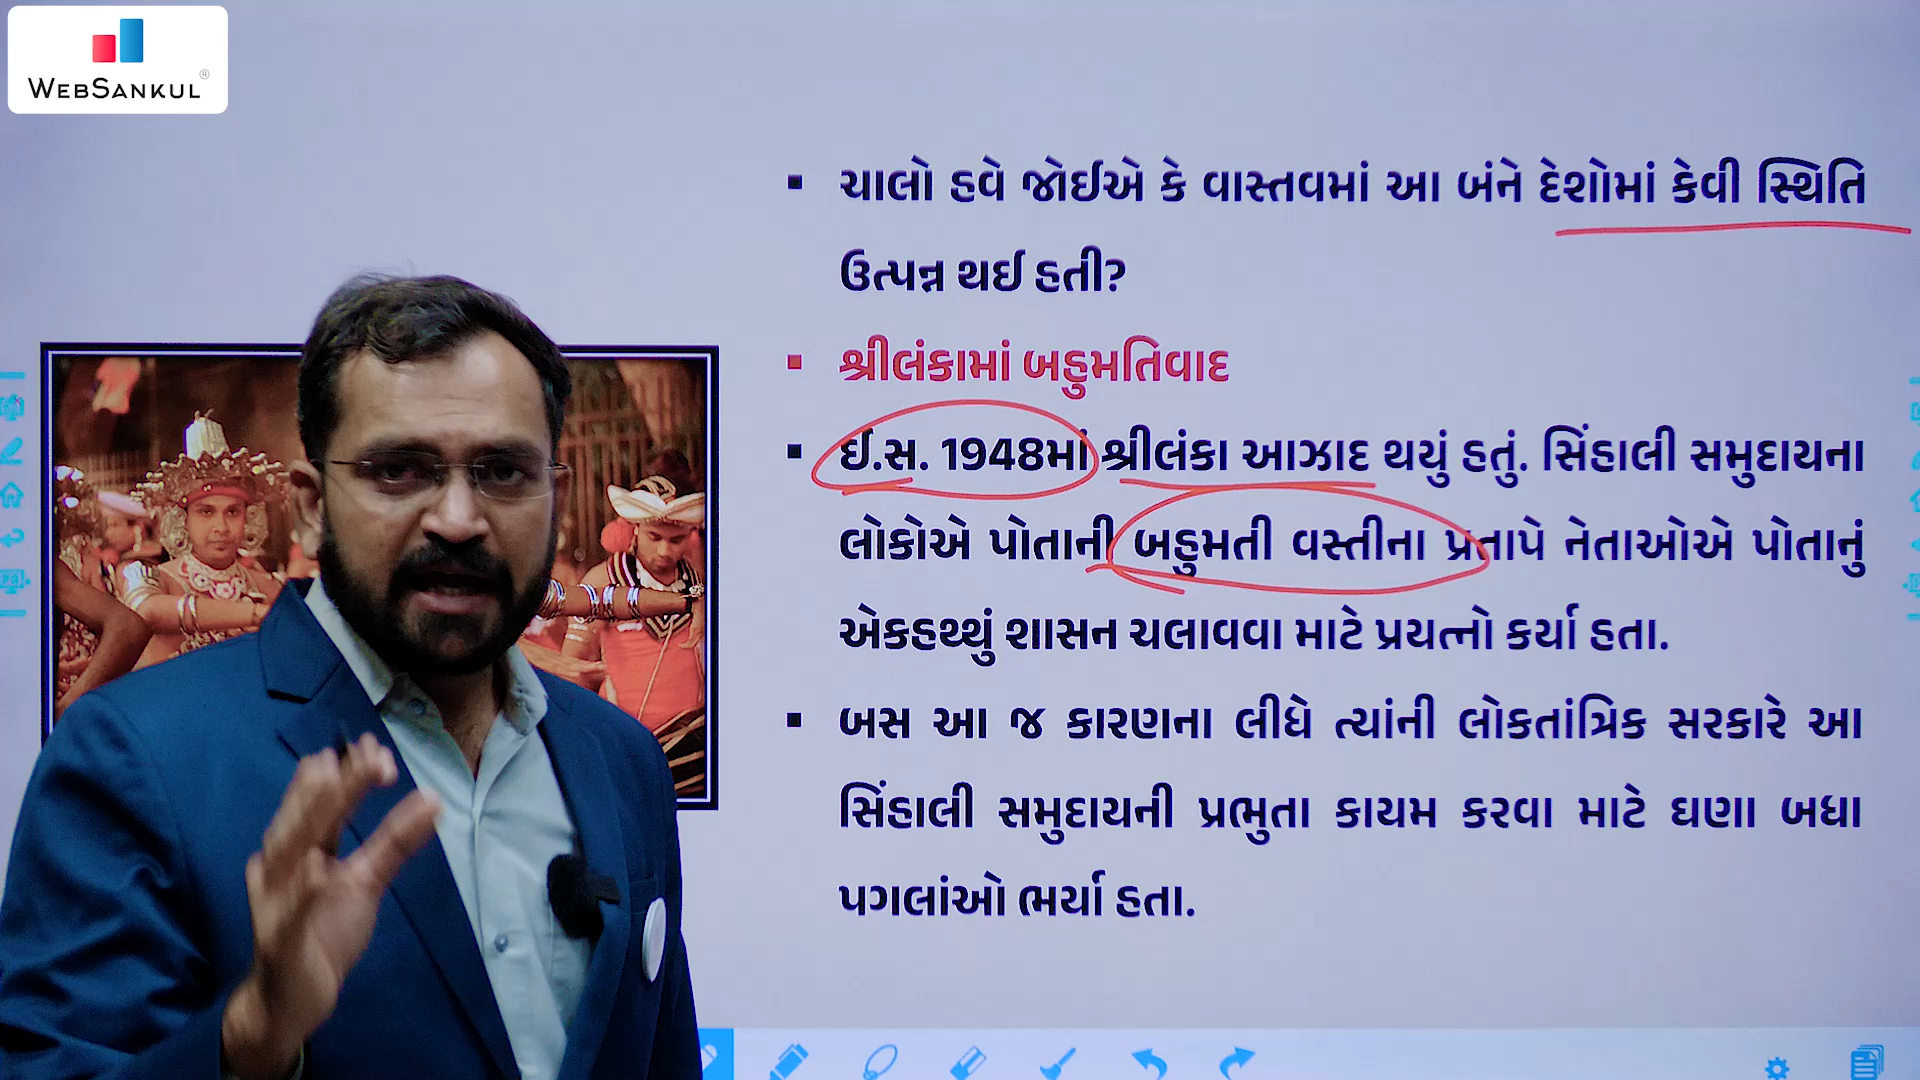 WEBSANKUL®
ચાલો હવે જોઈએ કે વાસ્તવમાં આ બંને દેશોમાં કેવી સ્થિતિ
ઉત્પન્ન થઈ હતી?
શ્રીલંકામાં બહુમતિવાદ
ઈ.સ. 1948માં શ્રીલંકા આઝાદ થયું હતું. સિંહાલી સમુદાયના
લોકોએ પોતાની બહુમતી વસ્તીના પ્રતાપે નેતાઓએ પોતાનું
એકહથ્થું શાસન ચલાવવા માટે પ્રયત્નો કર્યા હતા.
બસ આ જ કારણના લીધે ત્યાંની લોકતાંત્રિક સરકારે આ
સિંહાલી સમુદાયની પ્રભુતા કાયમ કરવા માટે ઘણા બધા
પગલાંઓ ભર્યા હતા.